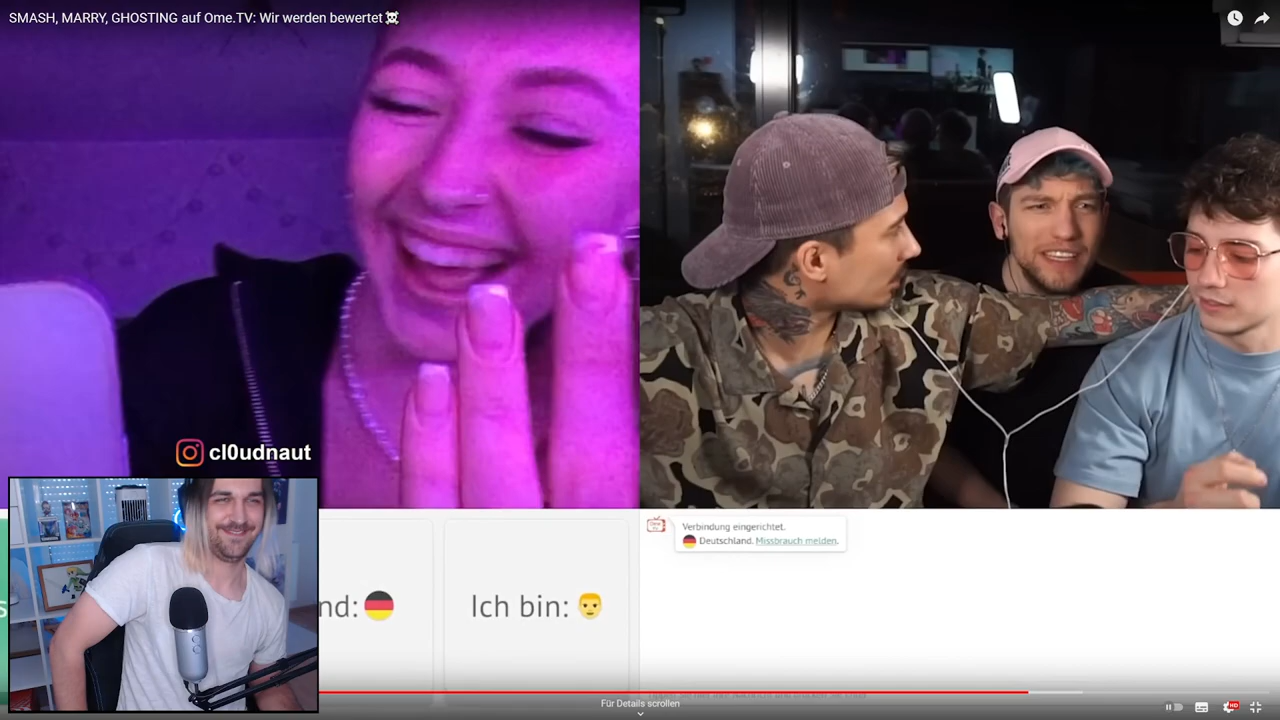 SMASH, MARRY, GHOSTING auf Ome.TV: Wir werden bewertet☠️
cl0udnaut
Verbindung eingerichtet.
Deutschland. Missbrauch melden.
nd:
Ich bin:
Für Details scrollen
HD